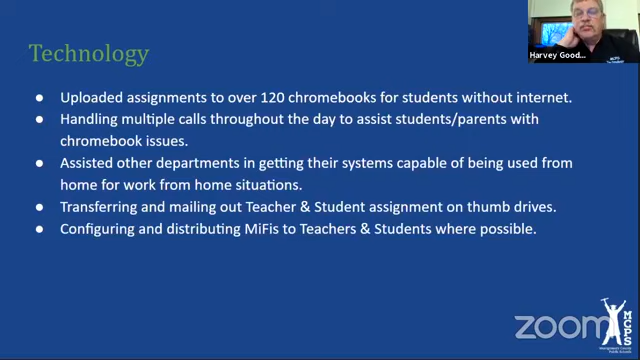 Technology
Harvey Good...
● Uploaded assignments to over 120 chromebooks for students without internet.
● Handling multiple calls throughout the day to assist students/parents with
chromebook issues.
● Assisted other departments in getting their systems capable of being used from
home for work from home situations.
● Transferring and mailing out Teacher & Student assignment on thumb drives.
● Configuring and distributing MiFis to Teachers & Students where possible.
zoom
MCPS